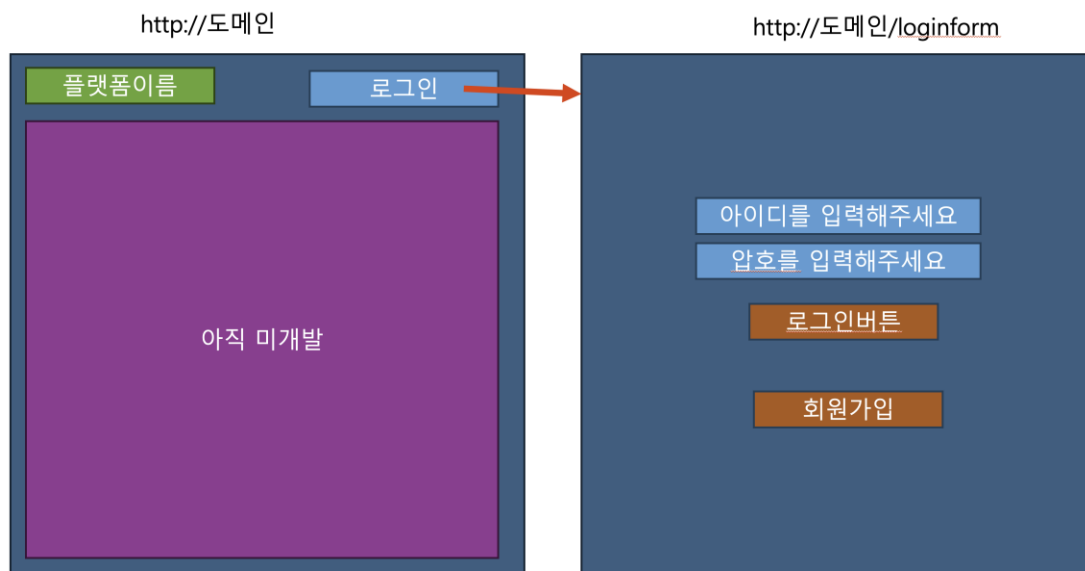 http://도메인
http://도메인/loginform
플랫폼이름
로그인
아직 미개발
아이디를 입력해주세요
압호를 입력해주세요
로그인버튼
회원가입